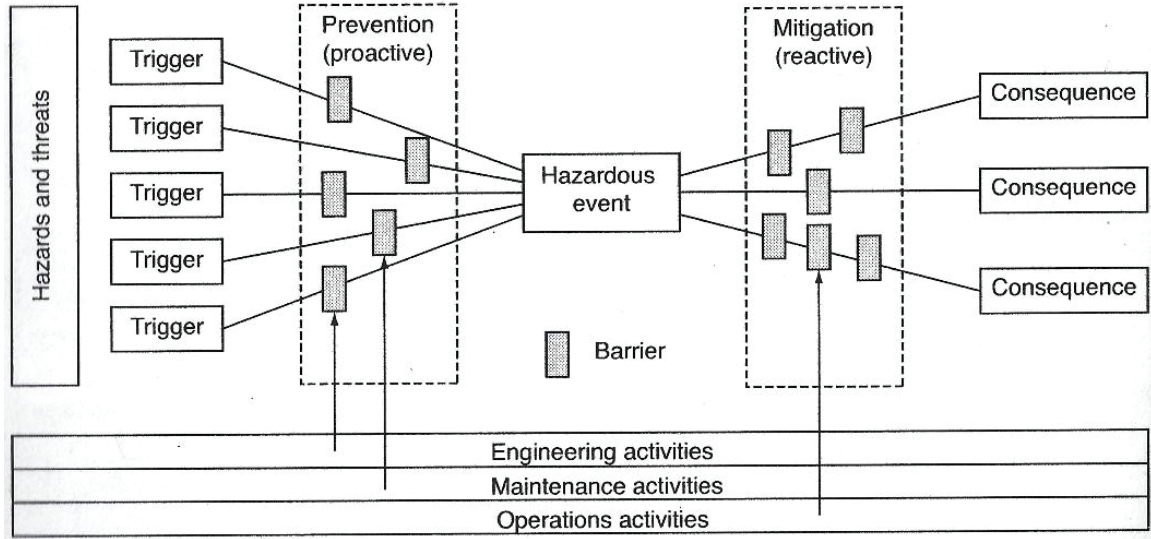 Hazards and threats
Trigger
Trigger
Trigger
Trigger
Trigger
Prevention
(proactive)
Hazardous
event
Barrier
Mitigation
(reactive)
Consequence
Consequence
Consequence
Engineering activities
Maintenance activities
Operations activities